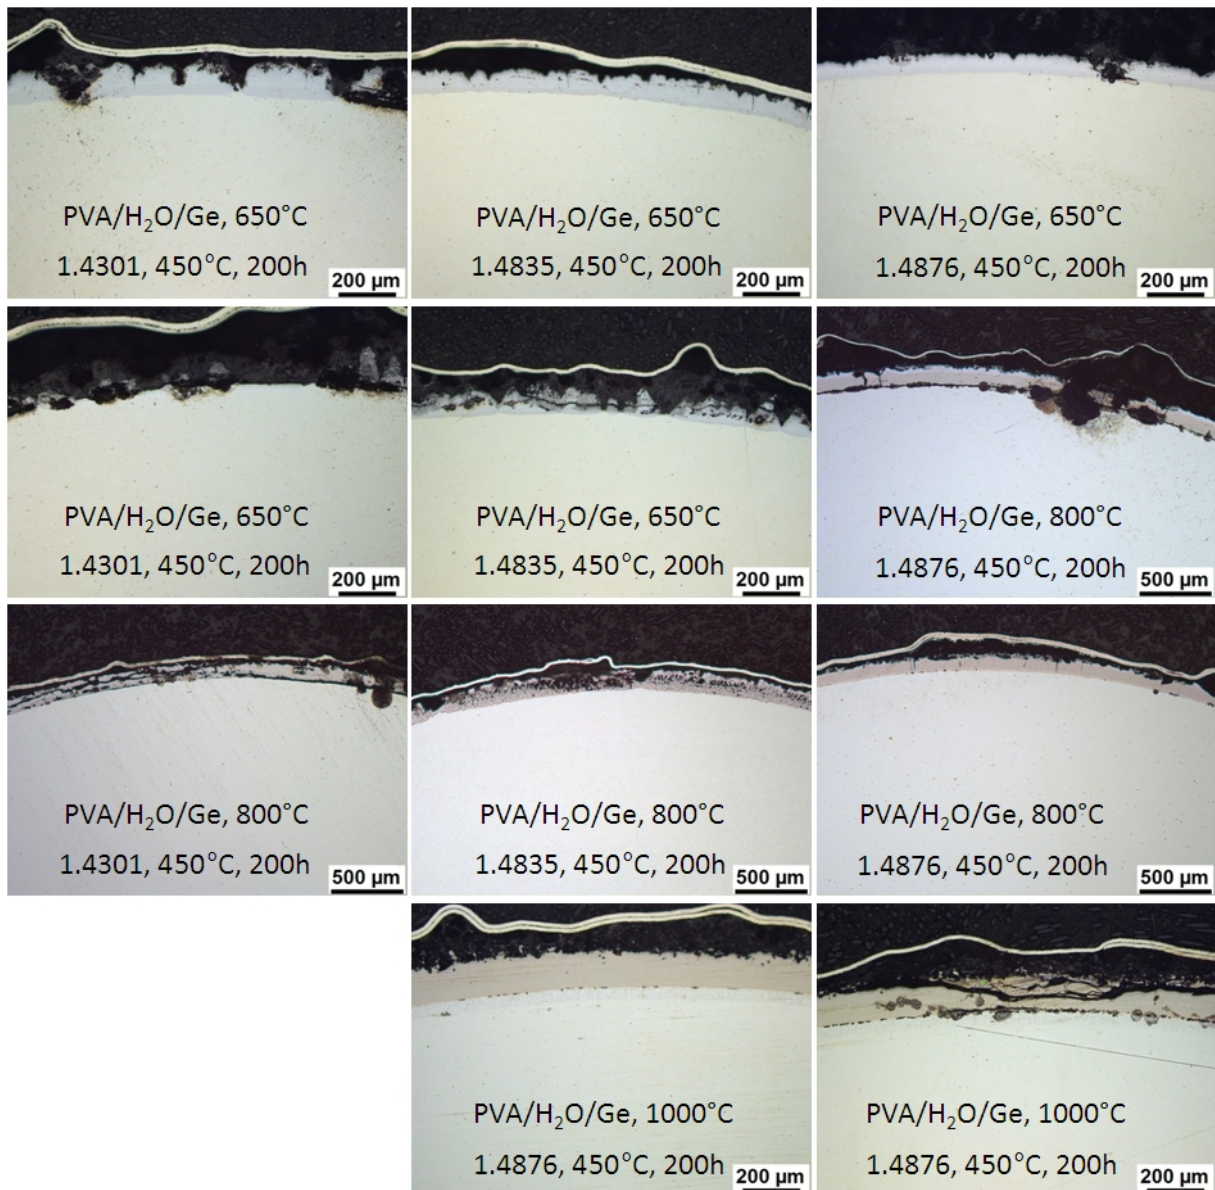 PVA/H₂O/Ge, 650°C
1.4301, 450°C, 200h
200 µm
PVA/H₂O/Ge, 650°C
1.4835, 450°C, 200h
200 µm
PVA/H₂O/Ge, 650°C
1.4876, 450°C, 200h
200 µm
PVA/H₂O/Ge, 650°C
1.4301, 450°C, 200h
200 µm
PVA/H₂O/Ge, 650°C
1.4835, 450°C, 200h
200 µm
PVA/H₂O/Ge, 800°C
1.4876, 450°C, 200h
500 µm
PVA/H₂O/Ge, 800°C
1.4301, 450°C, 200h
500 µm
PVA/H₂O/Ge, 800°C
1.4835, 450°C, 200h
500 µm
PVA/H₂O/Ge, 800°C
1.4876, 450°C, 200h
500 µm
PVA/H₂O/Ge, 1000°C
1.4876, 450°C, 200h
200 µm
PVA/H₂O/Ge, 1000°C
1.4876, 450°C, 200h
200 µm